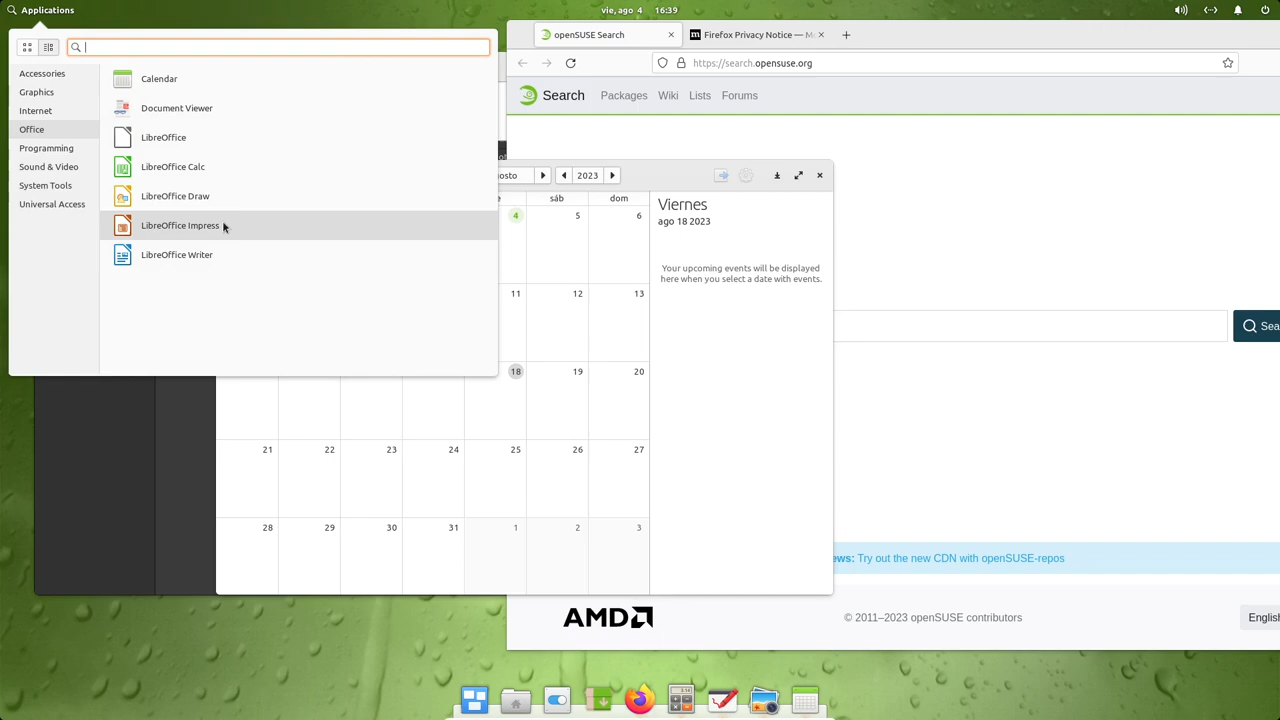 Applications
vie, ago 4 16:39
openSUSE Search
Firefox Privacy Notice — M
https://search.opensuse.org
Search Packages Wiki Lists Forums
Accessories
Graphics
Internet
Office
Programming
Sound & Video
System Tools
Universal Access
Calendar
Document Viewer
LibreOffice
LibreOffice Calc
LibreOffice Draw
LibreOffice Impress
LibreOffice Writer
osto 2023
e sáb dom
4 5 6
11 12 13
18 19 20
21 22 23 24 25 26 27
28 29 30 31 1 2 3
Viernes
ago 18 2023
Your upcoming events will be displayed
here when you select a date with events.
Sea
ews: Try out the new CDN with openSUSE-repos
AMD
© 2011–2023 openSUSE contributors
English
3.14